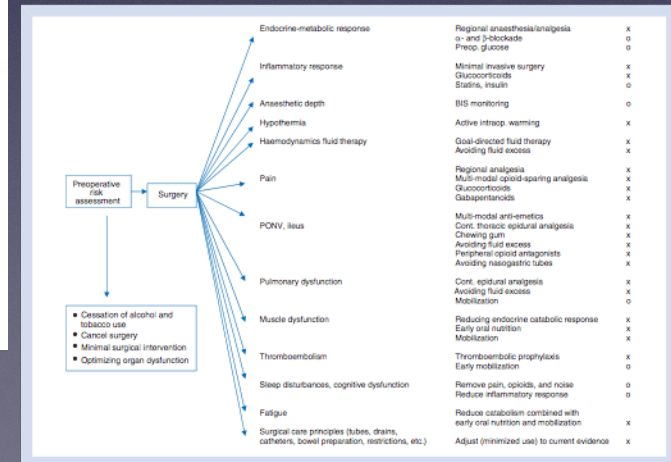 Endocrine-metabolic response Regional anaesthesia/analgesia x
α- and β-blockade o
Preop. glucose o
Inflammatory response Minimal invasive surgery x
Glucocorticoids x
Statins, insulin o
Anaesthetic depth BIS monitoring o
Hypothermia Active intraop. warming x
Haemodynamics fluid therapy Goal-directed fluid therapy x
Avoiding fluid excess x
Pain Regional analgesia x
Multi-modal opioid-sparing analgesia x
Glucocorticoids x
Gabapentanoids x
Preoperative
risk
assessment
Surgery
PONV, ileus Multi-modal anti-emetics x
Cont. thoracic epidural analgesia x
Chewing gum x
Avoiding fluid excess x
Peripheral opioid antagonists x
Avoiding nasogastric tubes x
Pulmonary dysfunction Cont. epidural analgesia x
Avoiding fluid excess x
Mobilization o
• Cessation of alcohol and
tobacco use
• Cancel surgery
• Minimal surgical intervention
• Optimizing organ dysfunction
Muscle dysfunction Reducing endocrine catabolic response x
Early oral nutrition x
Mobilization x
Thromboembolism Thromboembolic prophylaxis x
Early mobilization o
Sleep disturbances, cognitive dysfunction Remove pain, opioids, and noise o
Reduce inflammatory response o
Fatigue Reduce catabolism combined with
early oral nutrition and mobilization x
Surgical care principles (tubes, drains,
catheters, bowel preparation, restrictions, etc.) Adjust (minimized use) to current evidence x